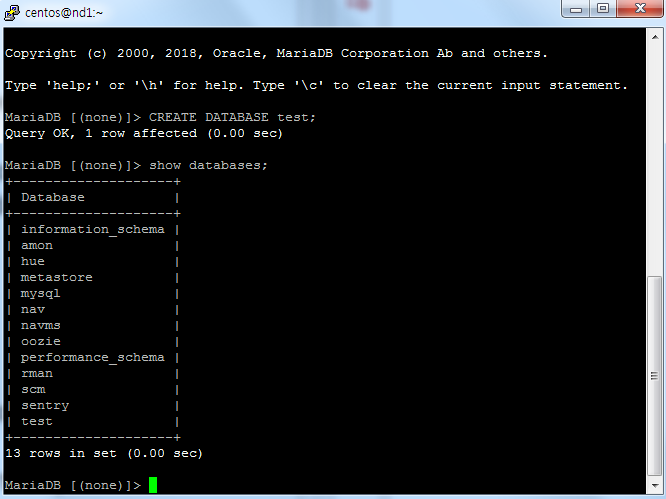 centos@nd1:~
Copyright (c) 2000, 2018, Oracle, MariaDB Corporation Ab and others.
Type 'help;' or '\h' for help. Type '\c' to clear the current input statement.
MariaDB [(none)]> CREATE DATABASE test;
Query OK, 1 row affected (0.00 sec)
MariaDB [(none)]> show databases;
+--------------------+
| Database           |
+--------------------+
| information_schema |
| amon               |
| hue                |
| metastore          |
| mysql              |
| nav                |
| navms              |
| oozie              |
| performance_schema |
| rman               |
| scm                |
| sentry             |
| test               |
+--------------------+
13 rows in set (0.00 sec)
MariaDB [(none)]>